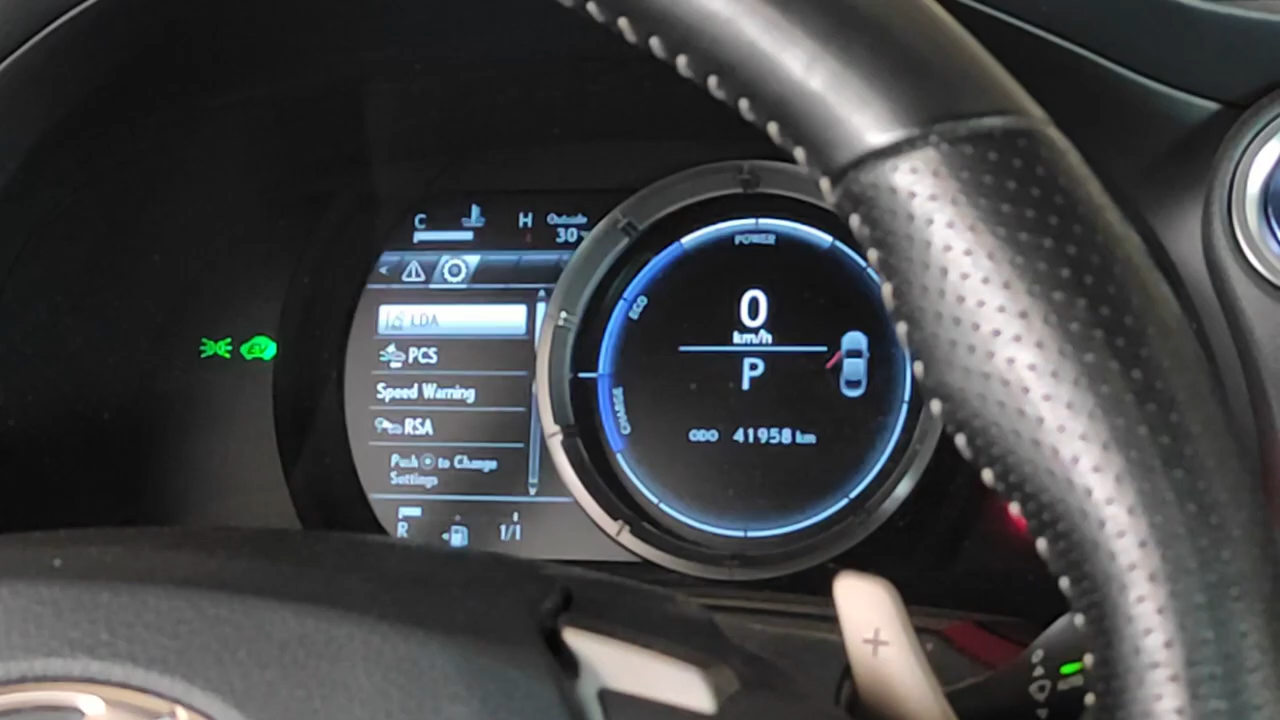 C H Outside
30
POWER
ECO
LDA
0
km/h
PCS
P
EV
Speed Warning
CHARGE
RSA
ODO 41958 km
Push to Change
Settings
R 1/1
+